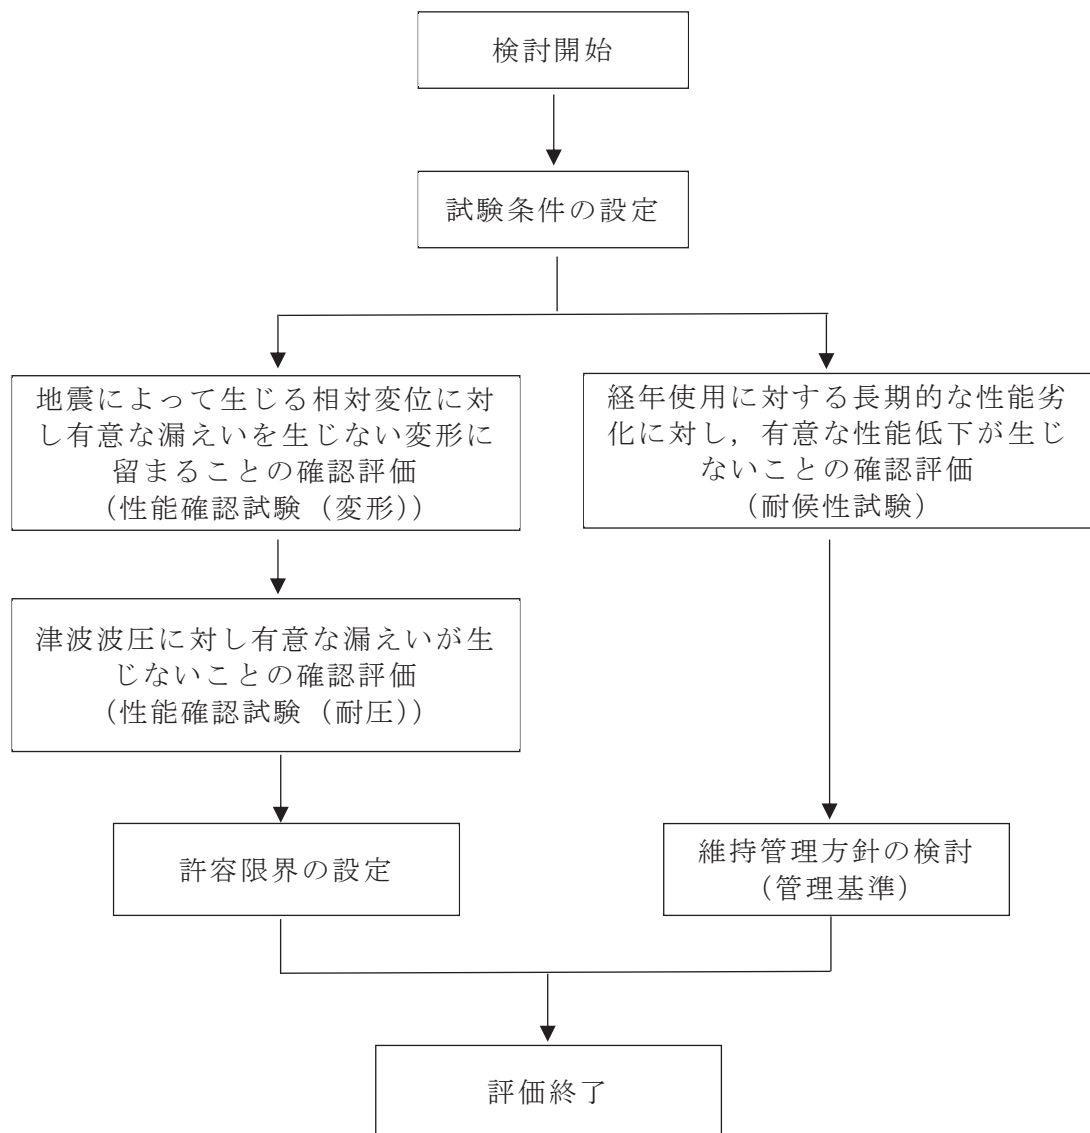 検討開始
試験条件の設定
地震によって生じる相対変位に対
し有意な漏えいを生じない変形に
留まることの確認評価
（性能確認試験（変形））
経年使用に対する長期的な性能劣
化に対し，有意な性能低下が生じ
ないことの確認評価
（耐候性試験）
津波波圧に対し有意な漏えいが生
じないことの確認評価
（性能確認試験（耐圧））
許容限界の設定
維持管理方針の検討
（管理基準）
評価終了